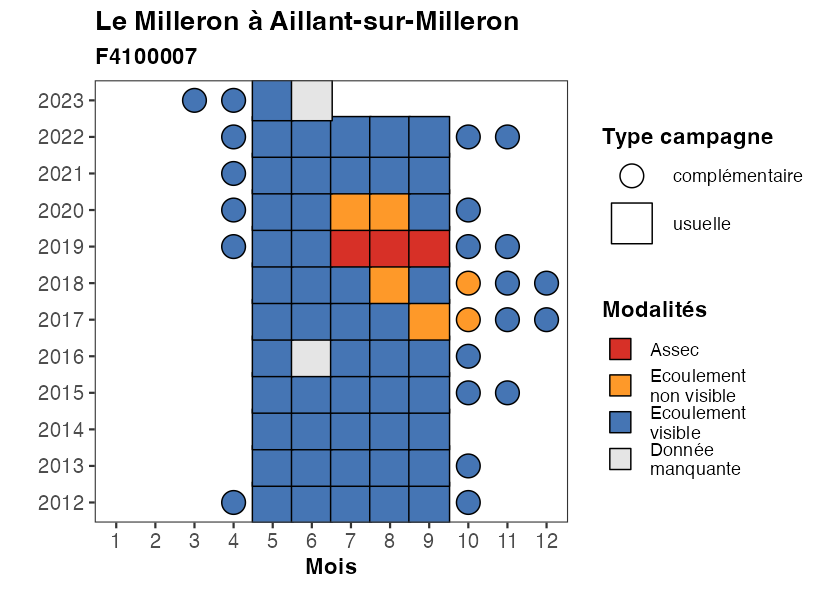 Le Milleron à Aillant-sur-Milleron
F4100007
2023
2022
2021
2020
2019
2018
2017
2016
2015
2014
2013
2012
1 2 3 4 5 6 7 8 9 10 11 12
Mois
Type campagne
complémentaire
usuelle
Modalités
Assec
Ecoulement
non visible
Ecoulement
visible
Donnée
manquante